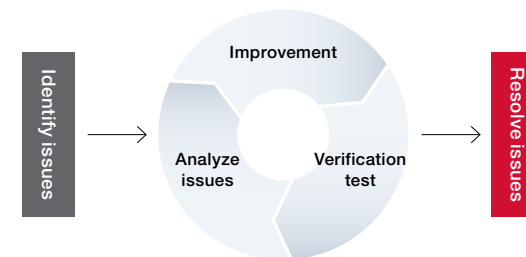 Identify issues
Improvement
Analyze
issues
Verification
test
Resolve issues